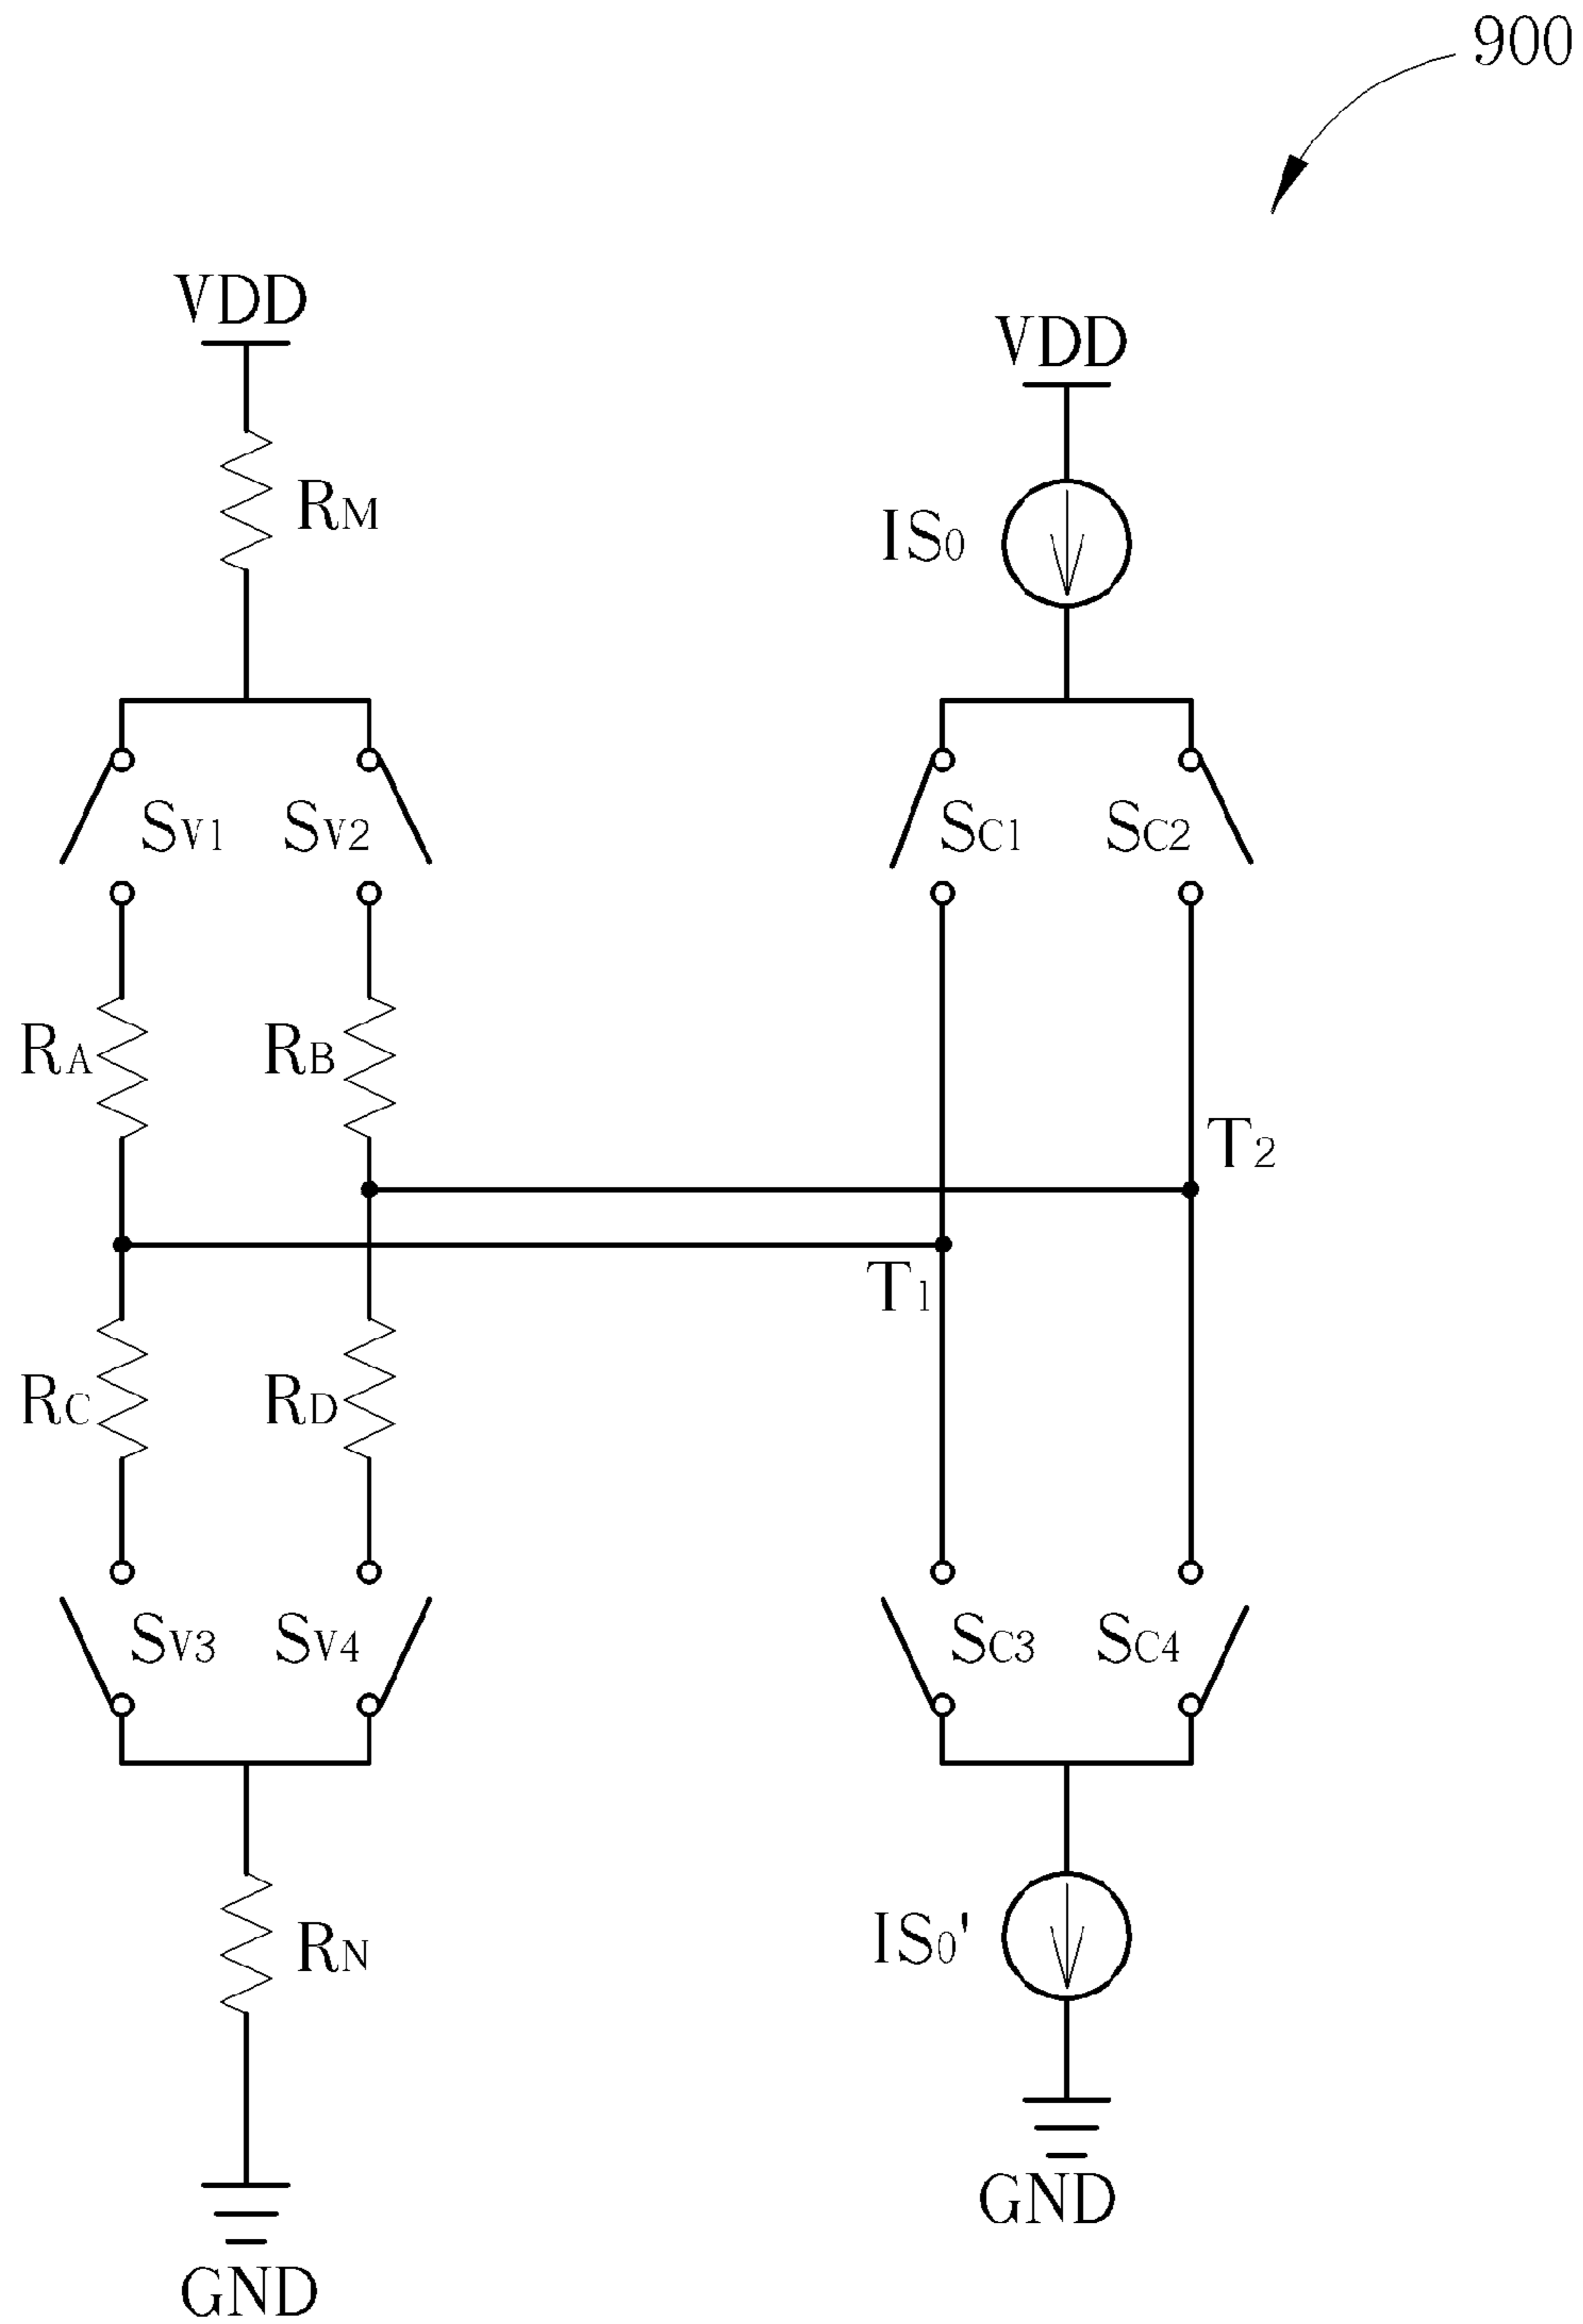 900
VDD
VDD
RM
IS0
SV1 SV2 SC1 SC2
RA RB
T2
T1
RC RD
SV3 SV4 SC3 SC4
RN
IS0'
GND
GND